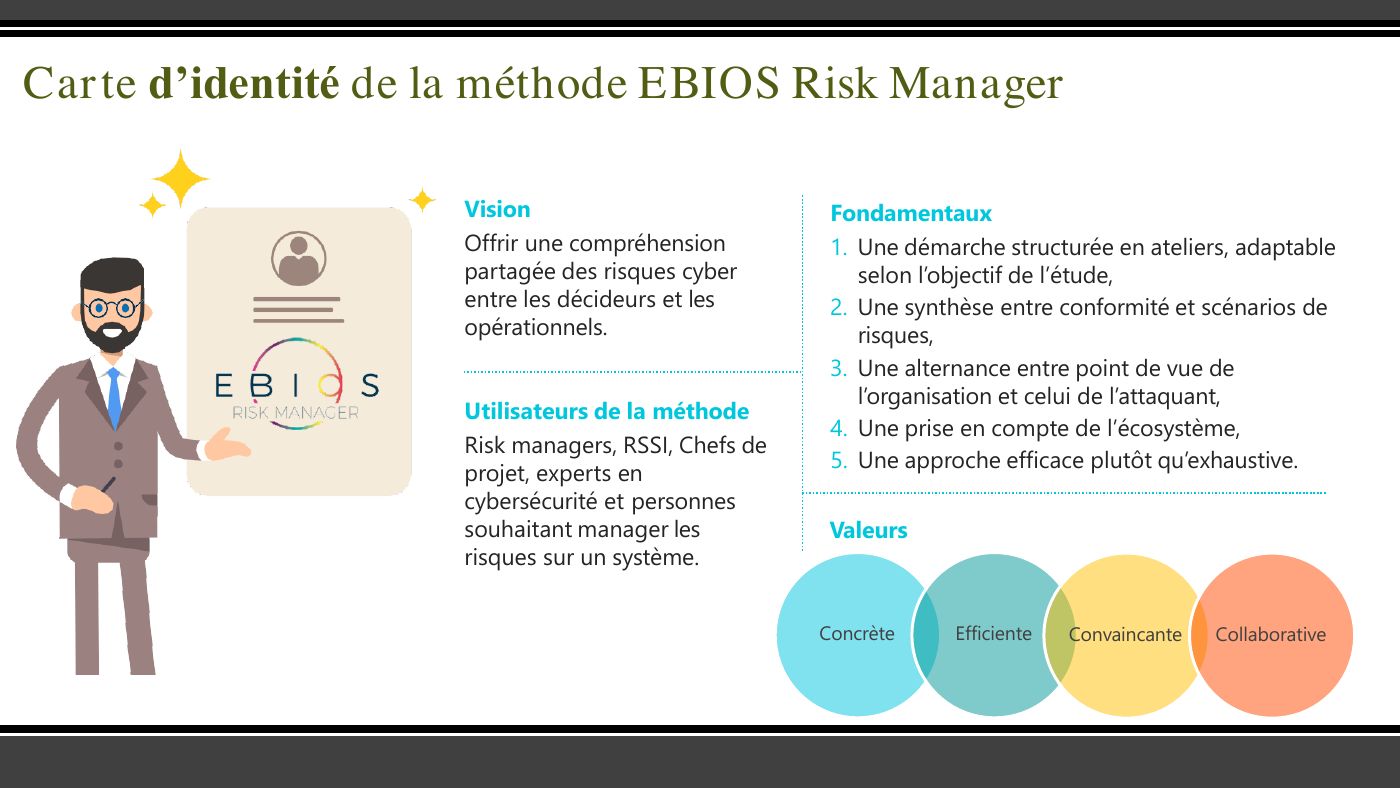 Carte d’identité de la méthode EBIOS Risk Manager
EBIOS
RISK MANAGER
Vision
Offrir une compréhension
partagée des risques cyber
entre les décideurs et les
opérationnels.
Utilisateurs de la méthode
Risk managers, RSSI, Chefs de
projet, experts en
cybersécurité et personnes
souhaitant manager les
risques sur un système.
Fondamentaux
1. Une démarche structurée en ateliers, adaptable
selon l’objectif de l’étude,
2. Une synthèse entre conformité et scénarios de
risques,
3. Une alternance entre point de vue de
l’organisation et celui de l’attaquant,
4. Une prise en compte de l’écosystème,
5. Une approche efficace plutôt qu’exhaustive.
Valeurs
Concrète
Efficiente
Convaincante
Collaborative